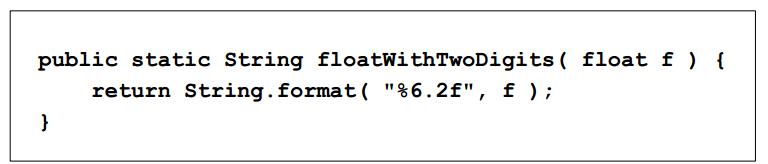 public static String floatWithTwoDigits( float f ) {
    return String.format( "%6.2f", f );
}